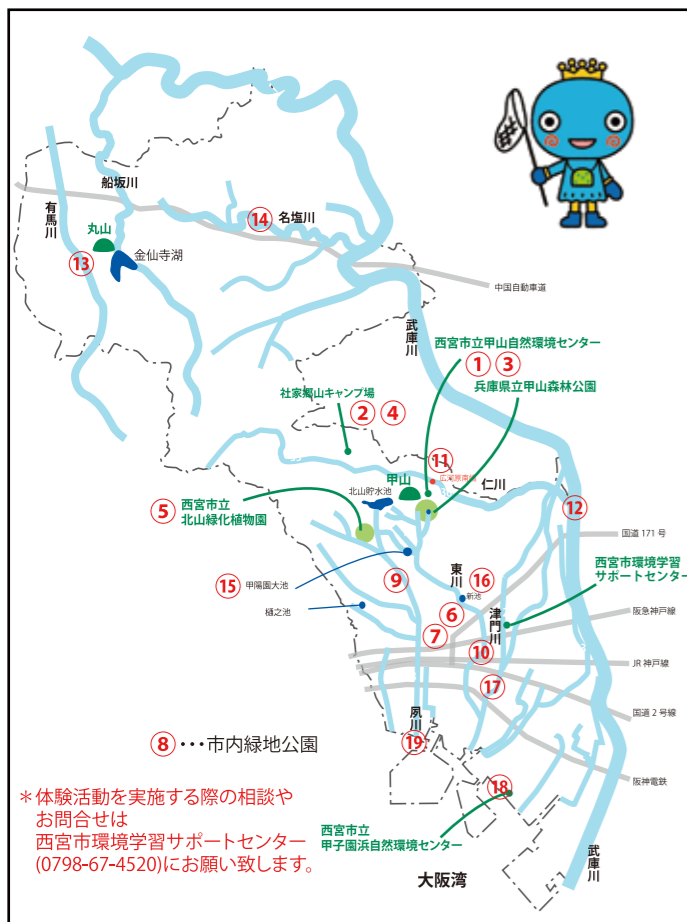 船坂川
有馬川
丸山
⑬
金仙寺湖
⑭
名塩川
中国自動車道
武庫川
西宮市立甲山自然環境センター
① ③
兵庫県立甲山森林公園
社家郷山キャンプ場
② ④
⑪
甲山
仁川
北山貯水池
⑤ 西宮市立
北山緑化植物園
⑫
国道 171 号
西宮市環境学習
サポートセンター
東川
⑯
⑮ 甲陽園大池
⑨
新池
樋之池
⑥
津門川
阪急神戸線
⑦
⑩
JR 神戸線
⑰
国道 2 号線
夙川
⑲
⑧・・・市内緑地公園
阪神電鉄
⑱
＊体験活動を実施する際の相談や
お問合せは
西宮市環境学習サポートセンター
(0798-67-4520)にお願い致します。
西宮市立
甲子園浜自然環境センター
大阪湾
武庫川